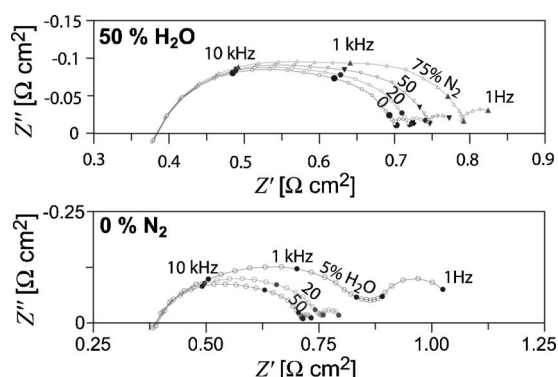 -0.15
50 % H₂O
-0.1
10 kHz
1 kHz
75% N₂
50
20
0
1Hz
-0.05
0
Z″ [Ω cm²]
0.3 0.4 0.5 0.6 0.7 0.8 0.9
Z′ [Ω cm²]
-0.25
0 % N₂
10 kHz
1 kHz
5% H₂O
20
50
1Hz
0
Z″ [Ω cm²]
0.25 0.50 0.75 1.00 1.25
Z′ [Ω cm²]